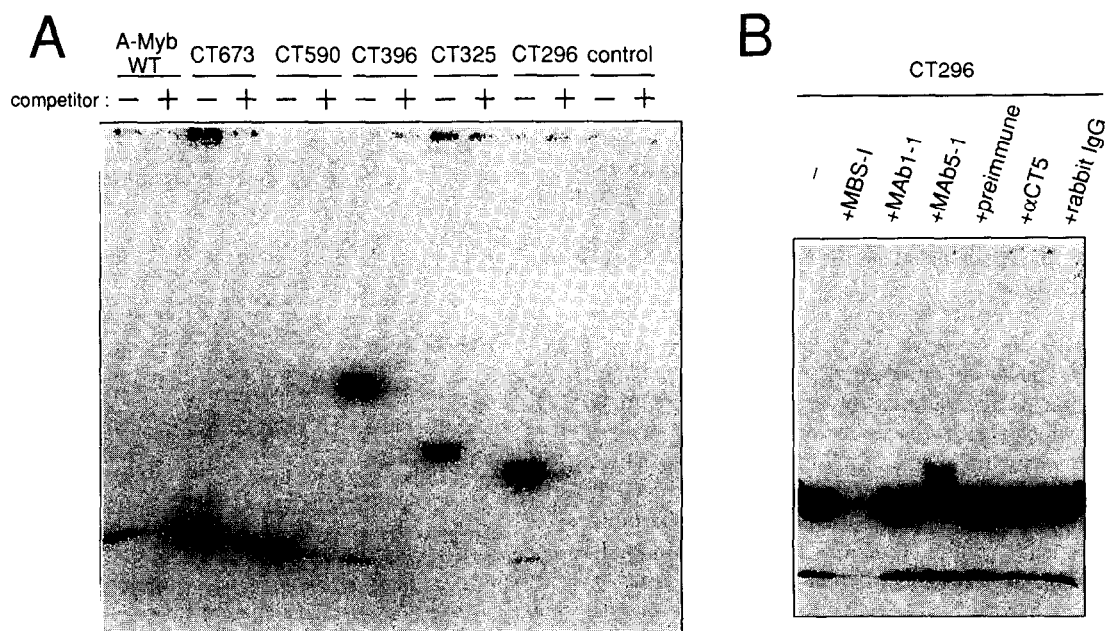 A
A-Myb
WT
CT673
CT590
CT396
CT325
CT296
control
competitor : − + − + − + − + − + − + − +
B
CT296
−
+MBS-I
+MAb1-1
+MAb5-1
+preimmune
+αCT5
+rabbit IgG